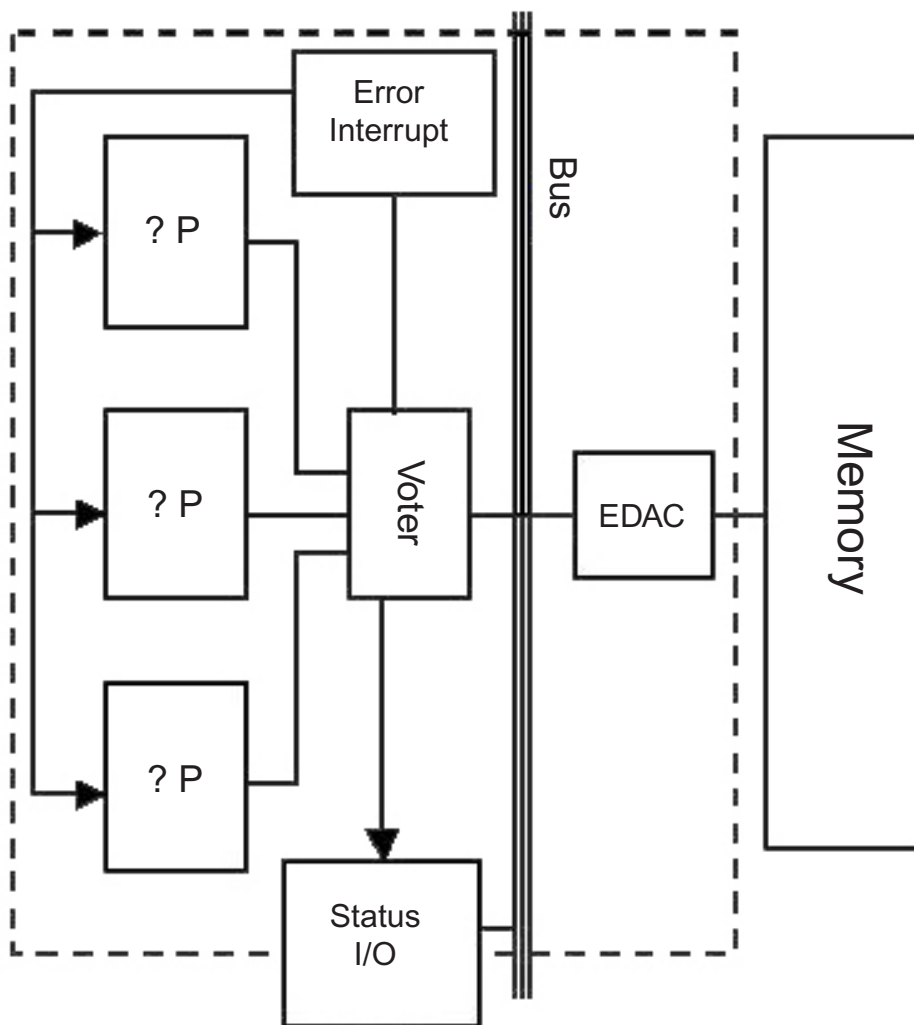 Error
Interrupt
Bus
? P
? P
Voter
EDAC
Memory
? P
Status
I/O